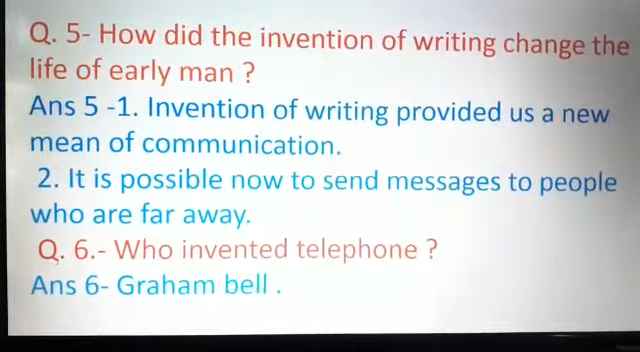 Q. 5- How did the invention of writing change the
life of early man ?
Ans 5 -1. Invention of writing provided us a new
mean of communication.
2. It is possible now to send messages to people
who are far away.
Q. 6.- Who invented telephone ?
Ans 6- Graham bell .